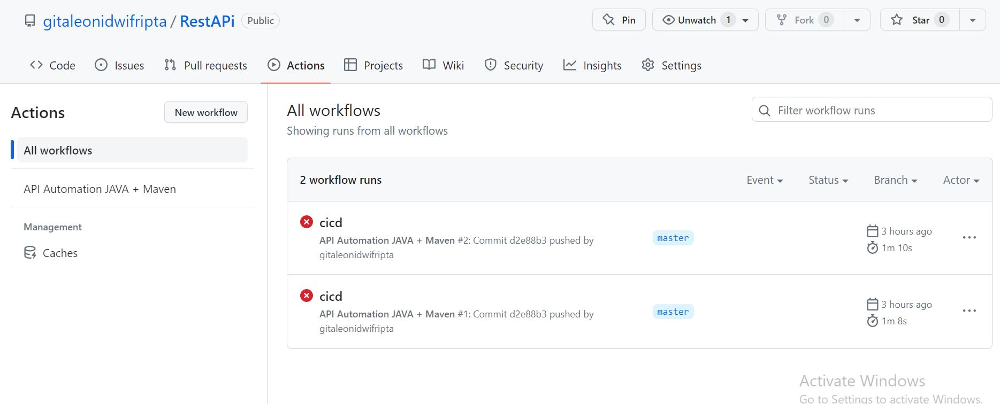 gitaleonidwifripta / RestAPi Public
Pin Unwatch 1 Fork 0 Star 0
Code Issues Pull requests Actions Projects Wiki Security Insights Settings
Actions
New workflow
All workflows
API Automation JAVA + Maven
Management
Caches
All workflows
Showing runs from all workflows
Filter workflow runs
2 workflow runs
Event Status Branch Actor
cicd
API Automation JAVA + Maven #2: Commit d2e88b3 pushed by
gitaleonidwifripta
master
3 hours ago
1m 10s
cicd
API Automation JAVA + Maven #1: Commit d2e88b3 pushed by
gitaleonidwifripta
master
3 hours ago
1m 8s
Activate Windows
Go to Settings to activate Windows.